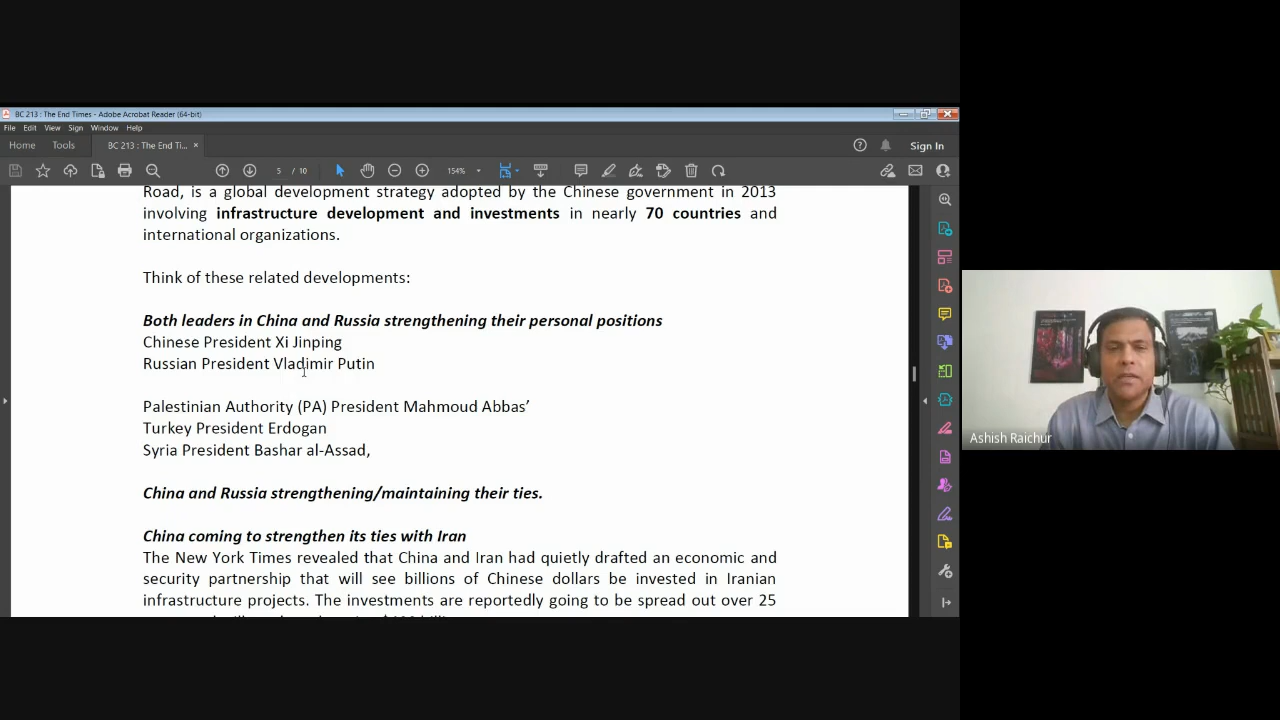 BC 213 : The End Times - Adobe Acrobat Reader (64-bit)
File Edit View Sign Window Help
Home Tools BC 213 : The End Ti... × Sign In
5 / 10 154%
Road, is a global development strategy adopted by the Chinese government in 2013
involving infrastructure development and investments in nearly 70 countries and
international organizations.
Think of these related developments:
Both leaders in China and Russia strengthening their personal positions
Chinese President Xi Jinping
Russian President Vladimir Putin
Palestinian Authority (PA) President Mahmoud Abbas’
Turkey President Erdogan
Syria President Bashar al-Assad,
China and Russia strengthening/maintaining their ties.
China coming to strengthen its ties with Iran
The New York Times revealed that China and Iran had quietly drafted an economic and
security partnership that will see billions of Chinese dollars be invested in Iranian
infrastructure projects. The investments are reportedly going to be spread out over 25
Ashish Raichur